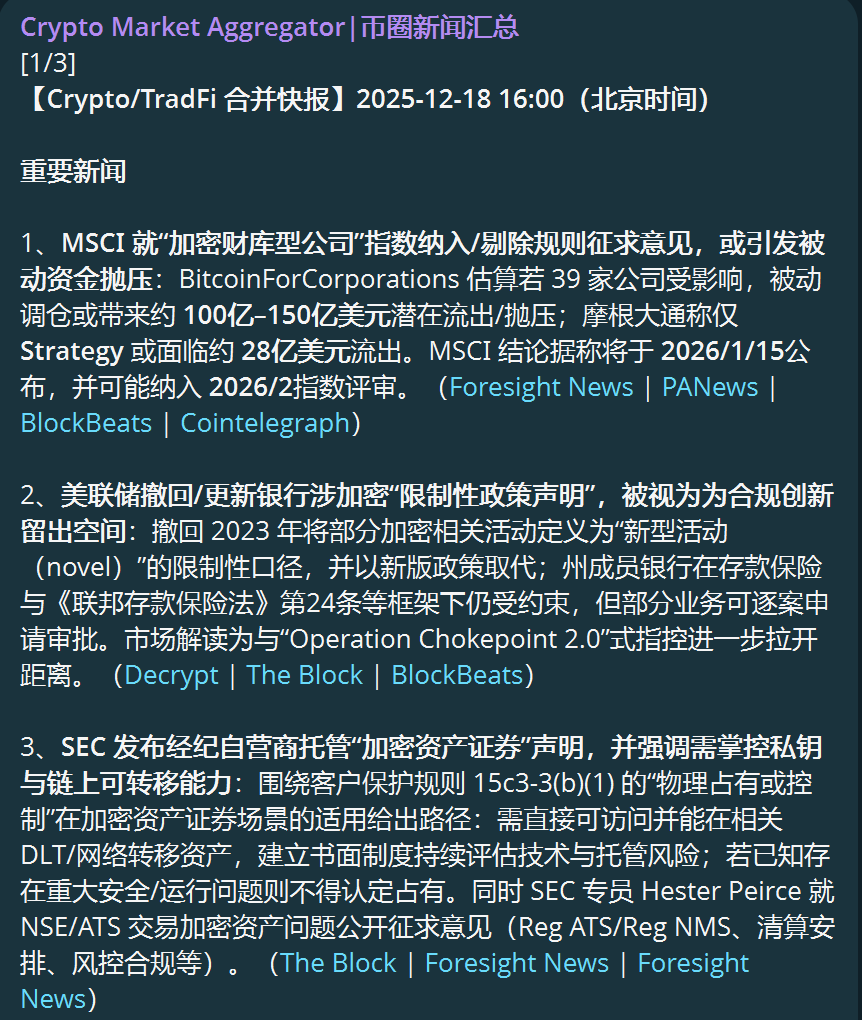 Crypto Market Aggregator|币圈新闻汇总
[1/3]
【Crypto/TradFi 合并快报】2025-12-18 16:00（北京时间）
重要新闻
1、MSCI 就“加密财库型公司”指数纳入/剔除规则征求意见，或引发被
动资金抛压：BitcoinForCorporations 估算若 39 家公司受影响，被动
调仓或带来约 100亿–150亿美元潜在流出/抛压；摩根大通称仅
Strategy 或面临约 28亿美元流出。MSCI 结论据称将于 2026/1/15公
布，并可能纳入 2026/2指数评审。（Foresight News | PANews |
BlockBeats | Cointelegraph）
2、美联储撤回/更新银行涉加密“限制性政策声明”，被视为为合规创新
留出空间：撤回 2023 年将部分加密相关活动定义为“新型活动
（novel）”的限制性口径，并以新版政策取代；州成员银行在存款保险
与《联邦存款保险法》第24条等框架下仍受约束，但部分业务可逐案申
请审批。市场解读为与“Operation Chokepoint 2.0”式指控进一步拉开
距离。（Decrypt | The Block | BlockBeats）
3、SEC 发布经纪自营商托管“加密资产证券”声明，并强调需掌控私钥
与链上可转移能力：围绕客户保护规则 15c3-3(b)(1) 的“物理占有或控
制”在加密资产证券场景的适用给出路径：需直接可访问并能在相关
DLT/网络转移资产，建立书面制度持续评估技术与托管风险；若已知存
在重大安全/运行问题则不得认定占有。同时 SEC 专员 Hester Peirce 就
NSE/ATS 交易加密资产问题公开征求意见（Reg ATS/Reg NMS、清算安
排、风控合规等）。（The Block | Foresight News | Foresight
News）